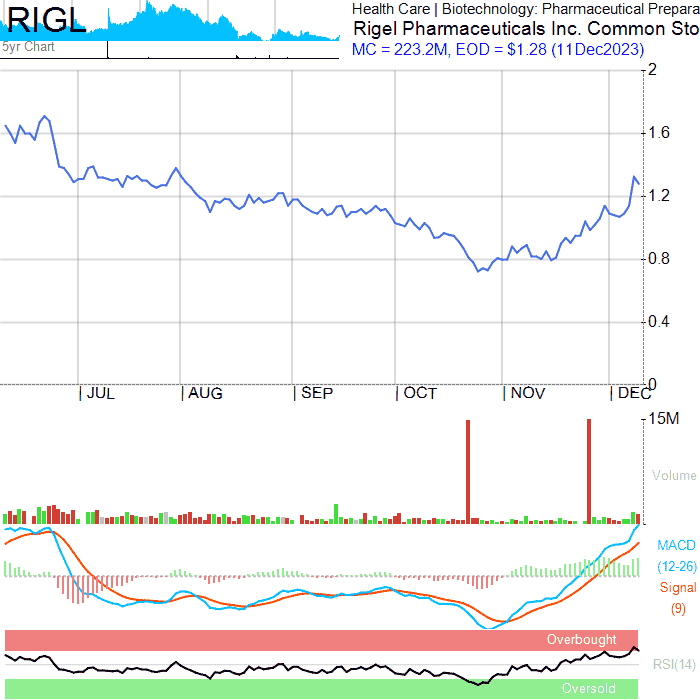 RIGL
5yr Chart
Health Care | Biotechnology: Pharmaceutical Prepara
Rigel Pharmaceuticals Inc. Common Sto
MC = 223.2M, EOD = $1.28 (11Dec2023)
2
1.6
1.2
0.8
0.4
0
| JUL | AUG | SEP | OCT | NOV | DEC
15M
Volume
MACD
(12-26)
Signal
(9)
Overbought
RSI(14)
Oversold